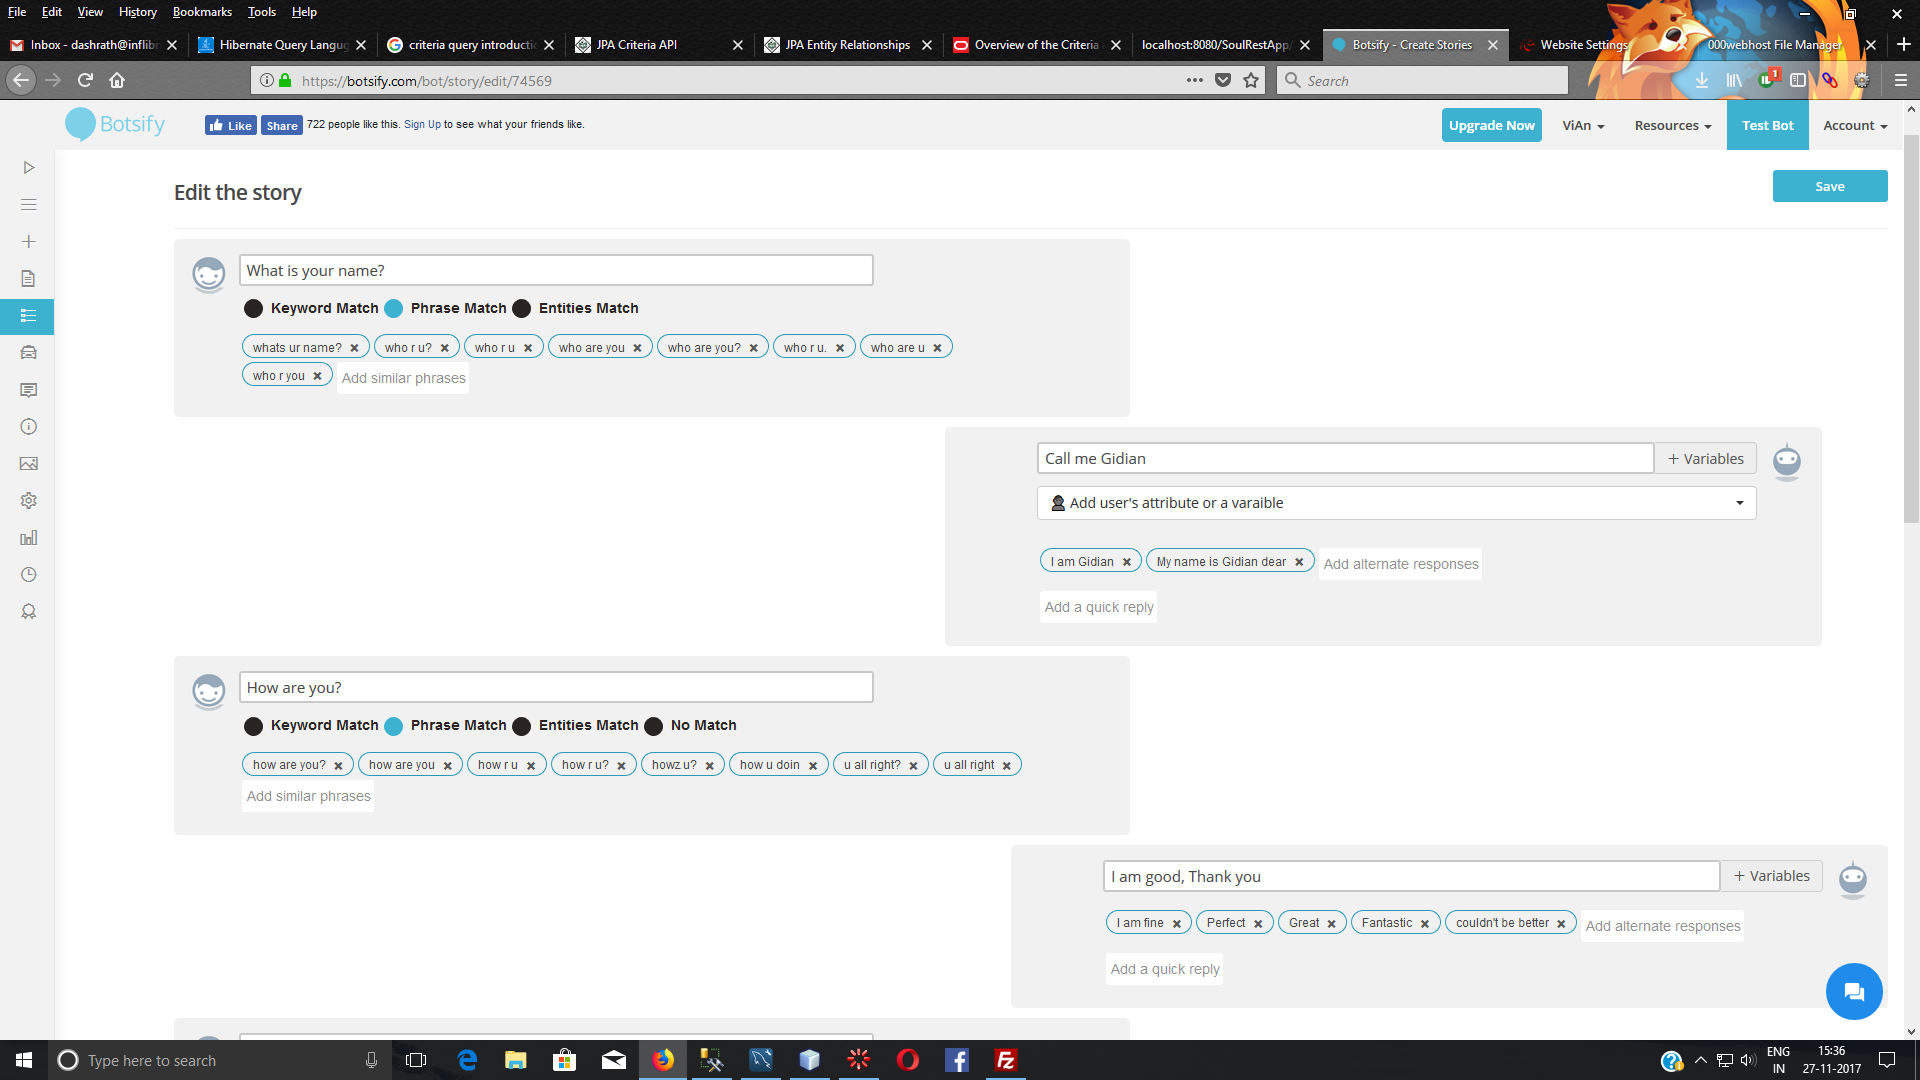 File Edit View History Bookmarks Tools Help
Inbox - dashrath@inflibn
Hibernate Query Langug
criteria query introductio
JPA Criteria API
JPA Entity Relationships
Overview of the Criteria
localhost:8080/SoulRestApp/
Botsify - Create Stories
Website Settings
000webhost File Manager
https://botsify.com/bot/story/edit/74569
Search
1
Botsify
Like Share 722 people like this. Sign Up to see what your friends like.
Upgrade Now ViAn Resources Test Bot Account
Edit the story
Save
What is your name?
Keyword Match Phrase Match Entities Match
whats ur name? × who r u? × who r u × who are you × who are you? × who r u. × who are u ×
who r you × Add similar phrases
Call me Gidian + Variables
Add user's attribute or a varaible
I am Gidian × My name is Gidian dear × Add alternate responses
Add a quick reply
How are you?
Keyword Match Phrase Match Entities Match No Match
how are you? × how are you × how r u × how r u? × howz u? × how u doin × u all right? × u all right ×
Add similar phrases
I am good, Thank you + Variables
I am fine × Perfect × Great × Fantastic × couldn't be better × Add alternate responses
Add a quick reply
Type here to search
ENG
IN
15:36
27-11-2017